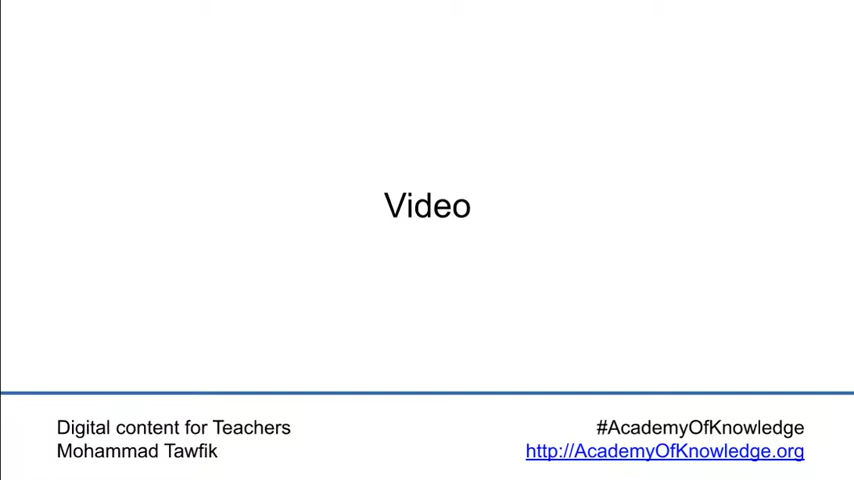 Video
Digital content for Teachers
Mohammad Tawfik
#AcademyOfKnowledge
http://AcademyOfKnowledge.org